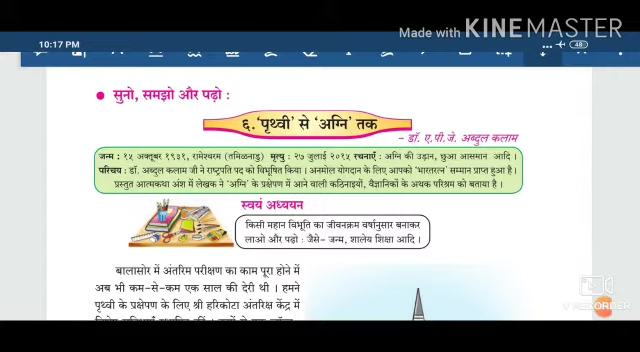 Made with KINEMASTER
10:17 PM
48
• सुनो, समझो और पढ़ो :
६. 'पृथ्वी' से 'अग्नि' तक
- डॉ. ए.पी.जे. अब्दुल कलाम
जन्म : १५ अक्तूबर १९३१, रामेश्वरम (तमिळनाडु) मृत्यु : २७ जुलाई २०१५ रचनाएँ : अग्नि की उड़ान, छुआ आसमान आदि ।
परिचय : डॉ. अब्दुल कलाम जी ने राष्ट्रपति पद को विभूषित किया । अनमोल योगदान के लिए आपको 'भारतरत्न' सम्मान प्राप्त हुआ है ।
प्रस्तुत आत्मकथा अंश में लेखक ने 'अग्नि' के प्रक्षेपण में आने वाली कठिनाइयों, वैज्ञानिकों के अथक परिश्रम को बताया है ।
स्वयं अध्ययन
किसी महान विभूति का जीवनक्रम वर्षानुसार बनाकर
लाओ और पढ़ो : जैसे- जन्म, शालेय शिक्षा आदि ।
बालासोर में अंतरिम परीक्षण का काम पूरा होने में
अब भी कम-से-कम एक साल की देरी थी । हमने
पृथ्वी के प्रक्षेपण के लिए श्री हरिकोटा अंतरिक्ष केंद्र में
V RECORDER